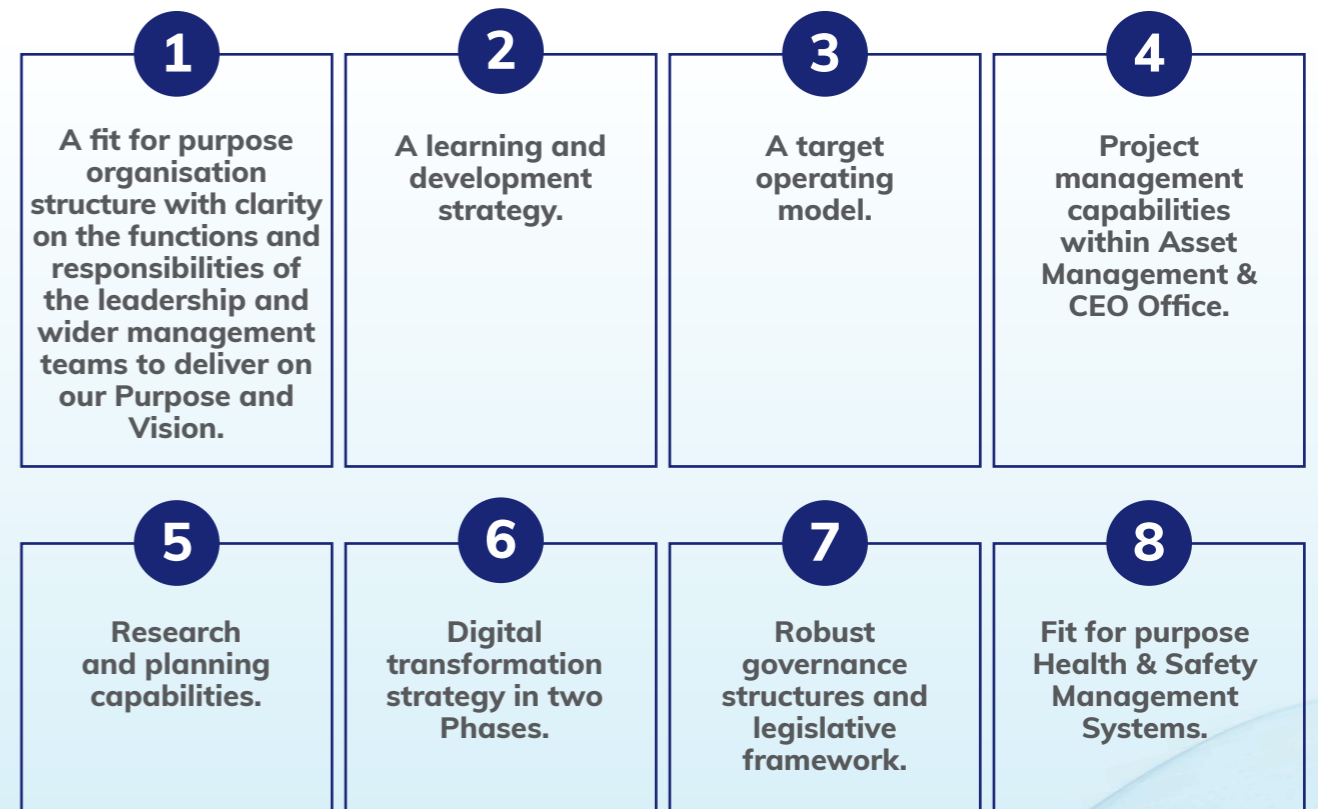 1
A fit for purpose
organisation
structure with clarity
on the functions and
responsibilities of
the leadership and
wider management
teams to deliver on
our Purpose and
Vision.
2
A learning and
development
strategy.
3
A target
operating
model.
4
Project
management
capabilities
within Asset
Management &
CEO Office.
5
Research
and planning
capabilities.
6
Digital
transformation
strategy in two
Phases.
7
Robust
governance
structures and
legislative
framework.
8
Fit for purpose
Health & Safety
Management
Systems.